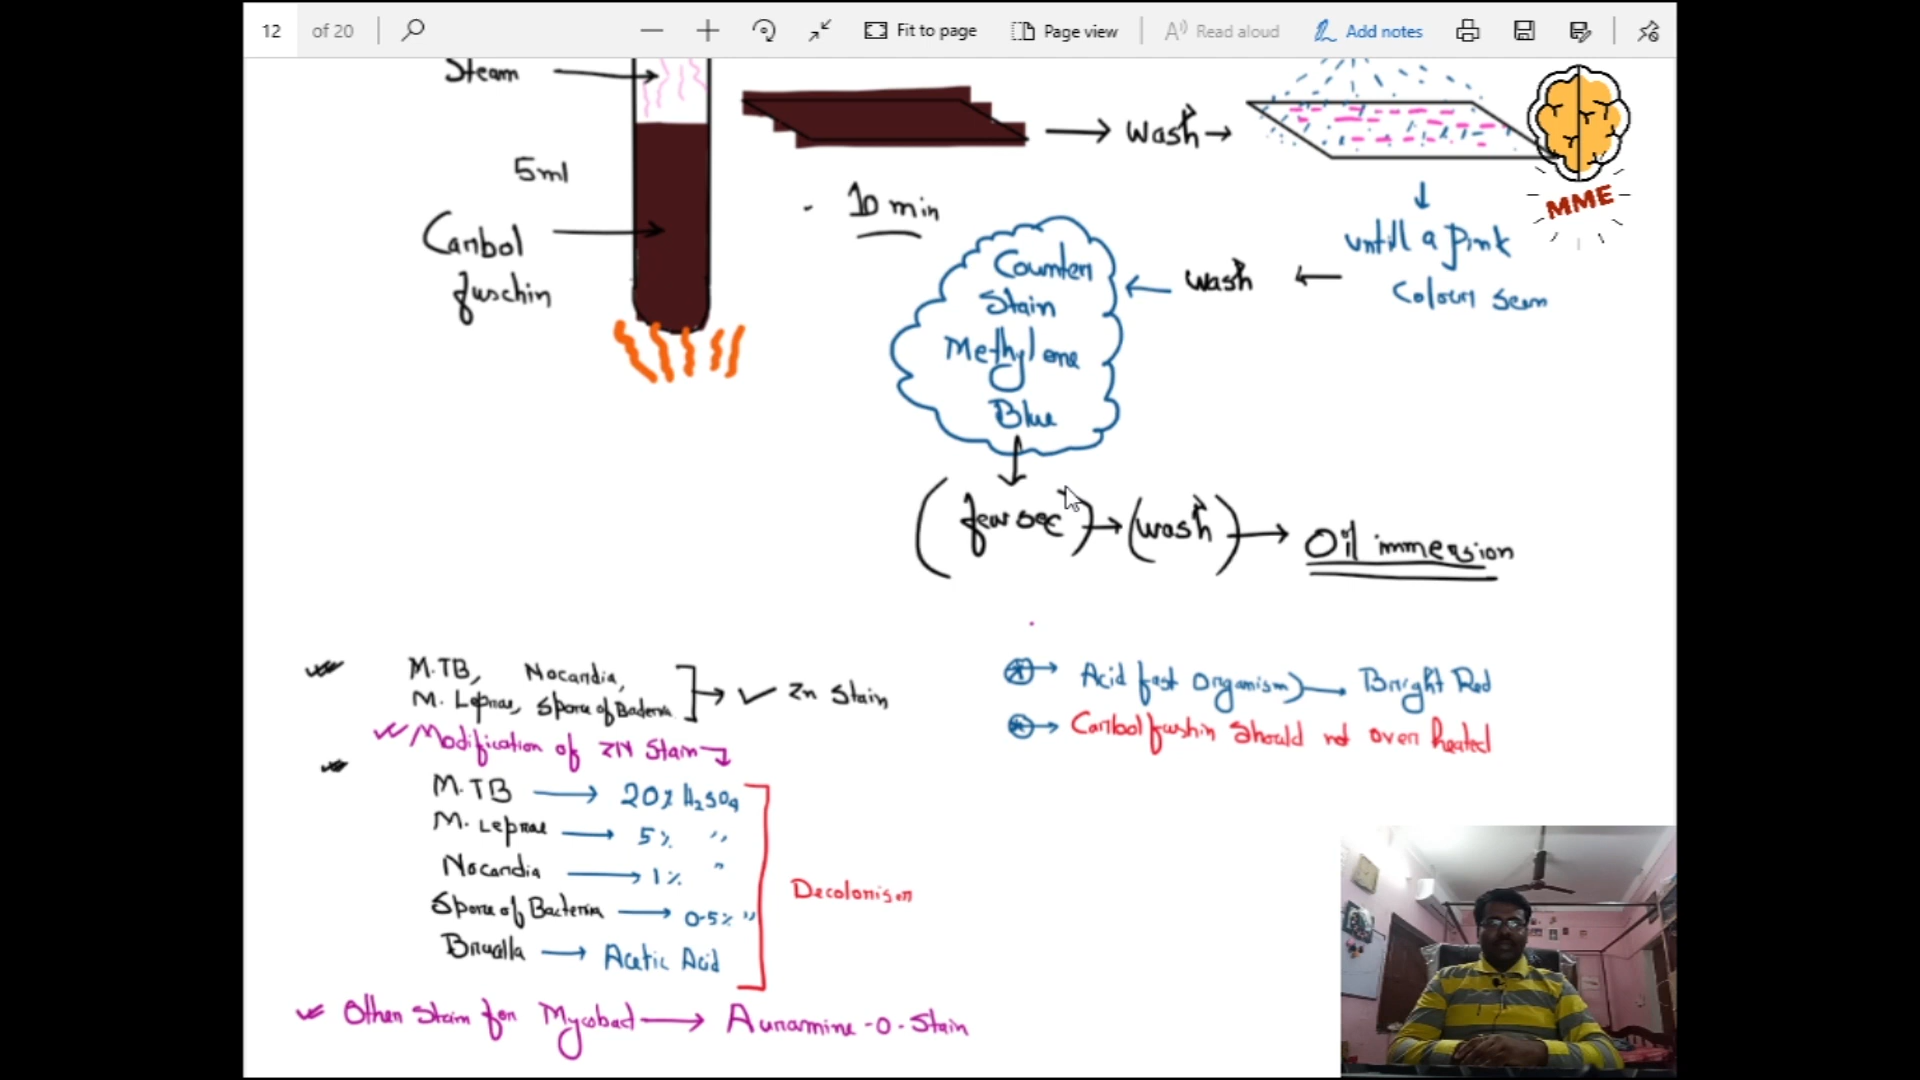 12 of 20 Fit to page Page view Read aloud Add notes
Steam
5ml
Carbol
fuschin
10 min
wash
MME
untill a pink
Colour seen
wash
Counter
Stain
Methylene
Blue
(few sec) → (wash) → Oil immersion
M.TB, Nocardia,
M. Leprae, Spore of Bacteria → Zn Stain
Modification of ZN Stain
M.TB → 20% H₂SO₄
M. Leprae → 5% "
Nocardia → 1% "
Spore of Bacteria → 0.5% "
Brucella → Acetic Acid
Decoloriser
Other Stain for Mycobact → Auramine-O-Stain
Acid fast Organism → Bright Red
Carbol fushin Should not over heated